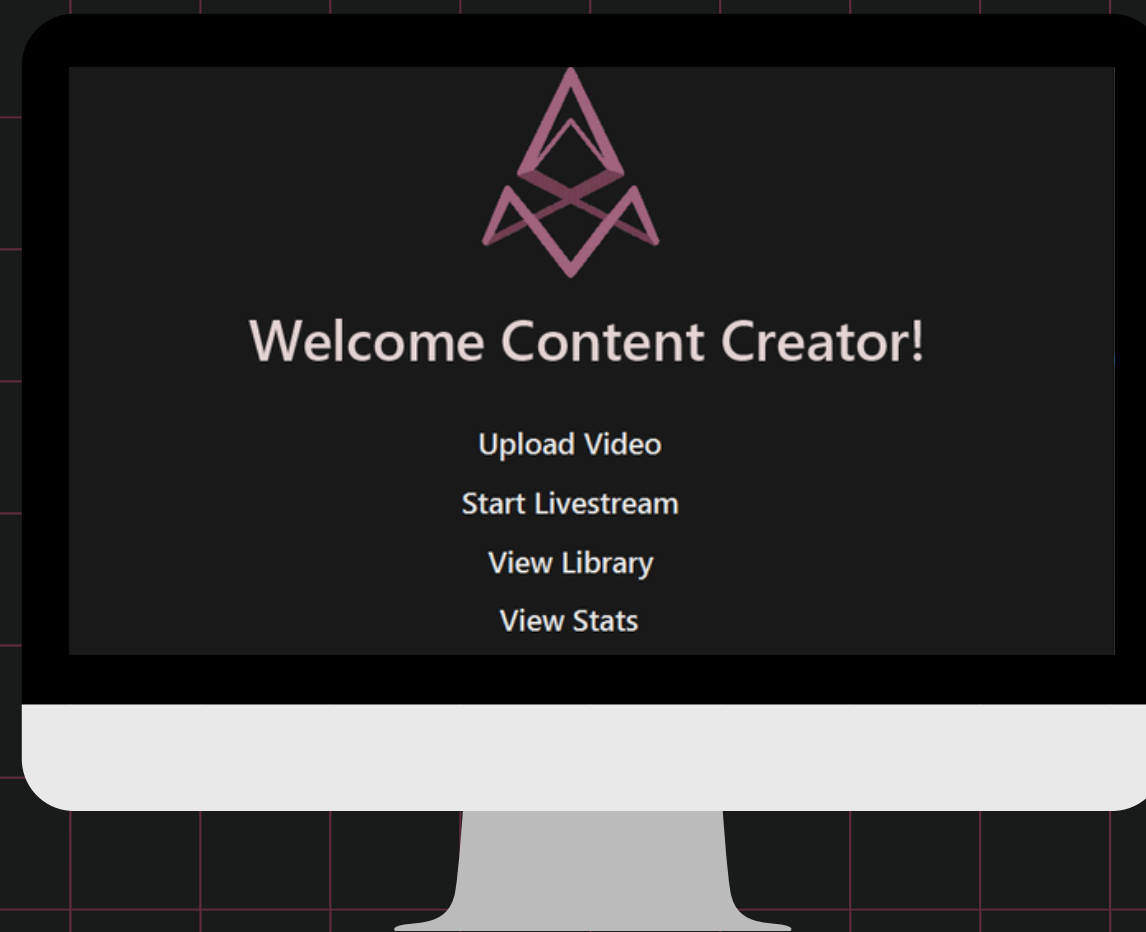 Welcome Content Creator!
Upload Video
Start Livestream
View Library
View Stats